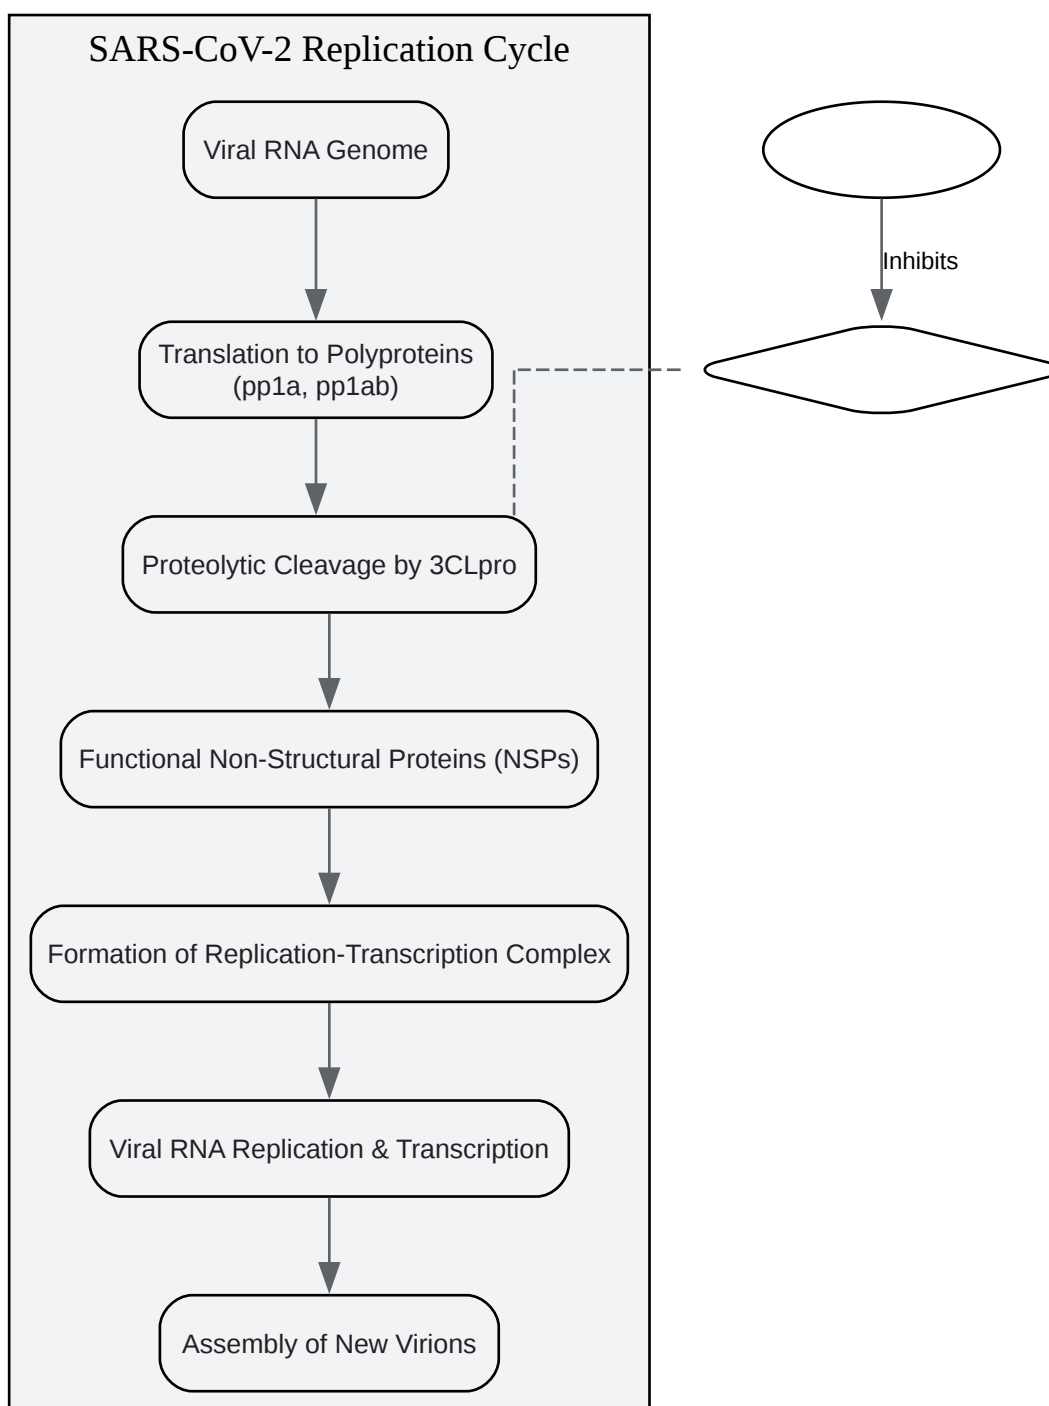 SARS-CoV-2 Replication Cycle
Viral RNA Genome
Inhibits
Translation to Polyproteins
(pp1a, pp1ab)
Proteolytic Cleavage by 3CLpro
Functional Non-Structural Proteins (NSPs)
Formation of Replication-Transcription Complex
Viral RNA Replication & Transcription
Assembly of New Virions